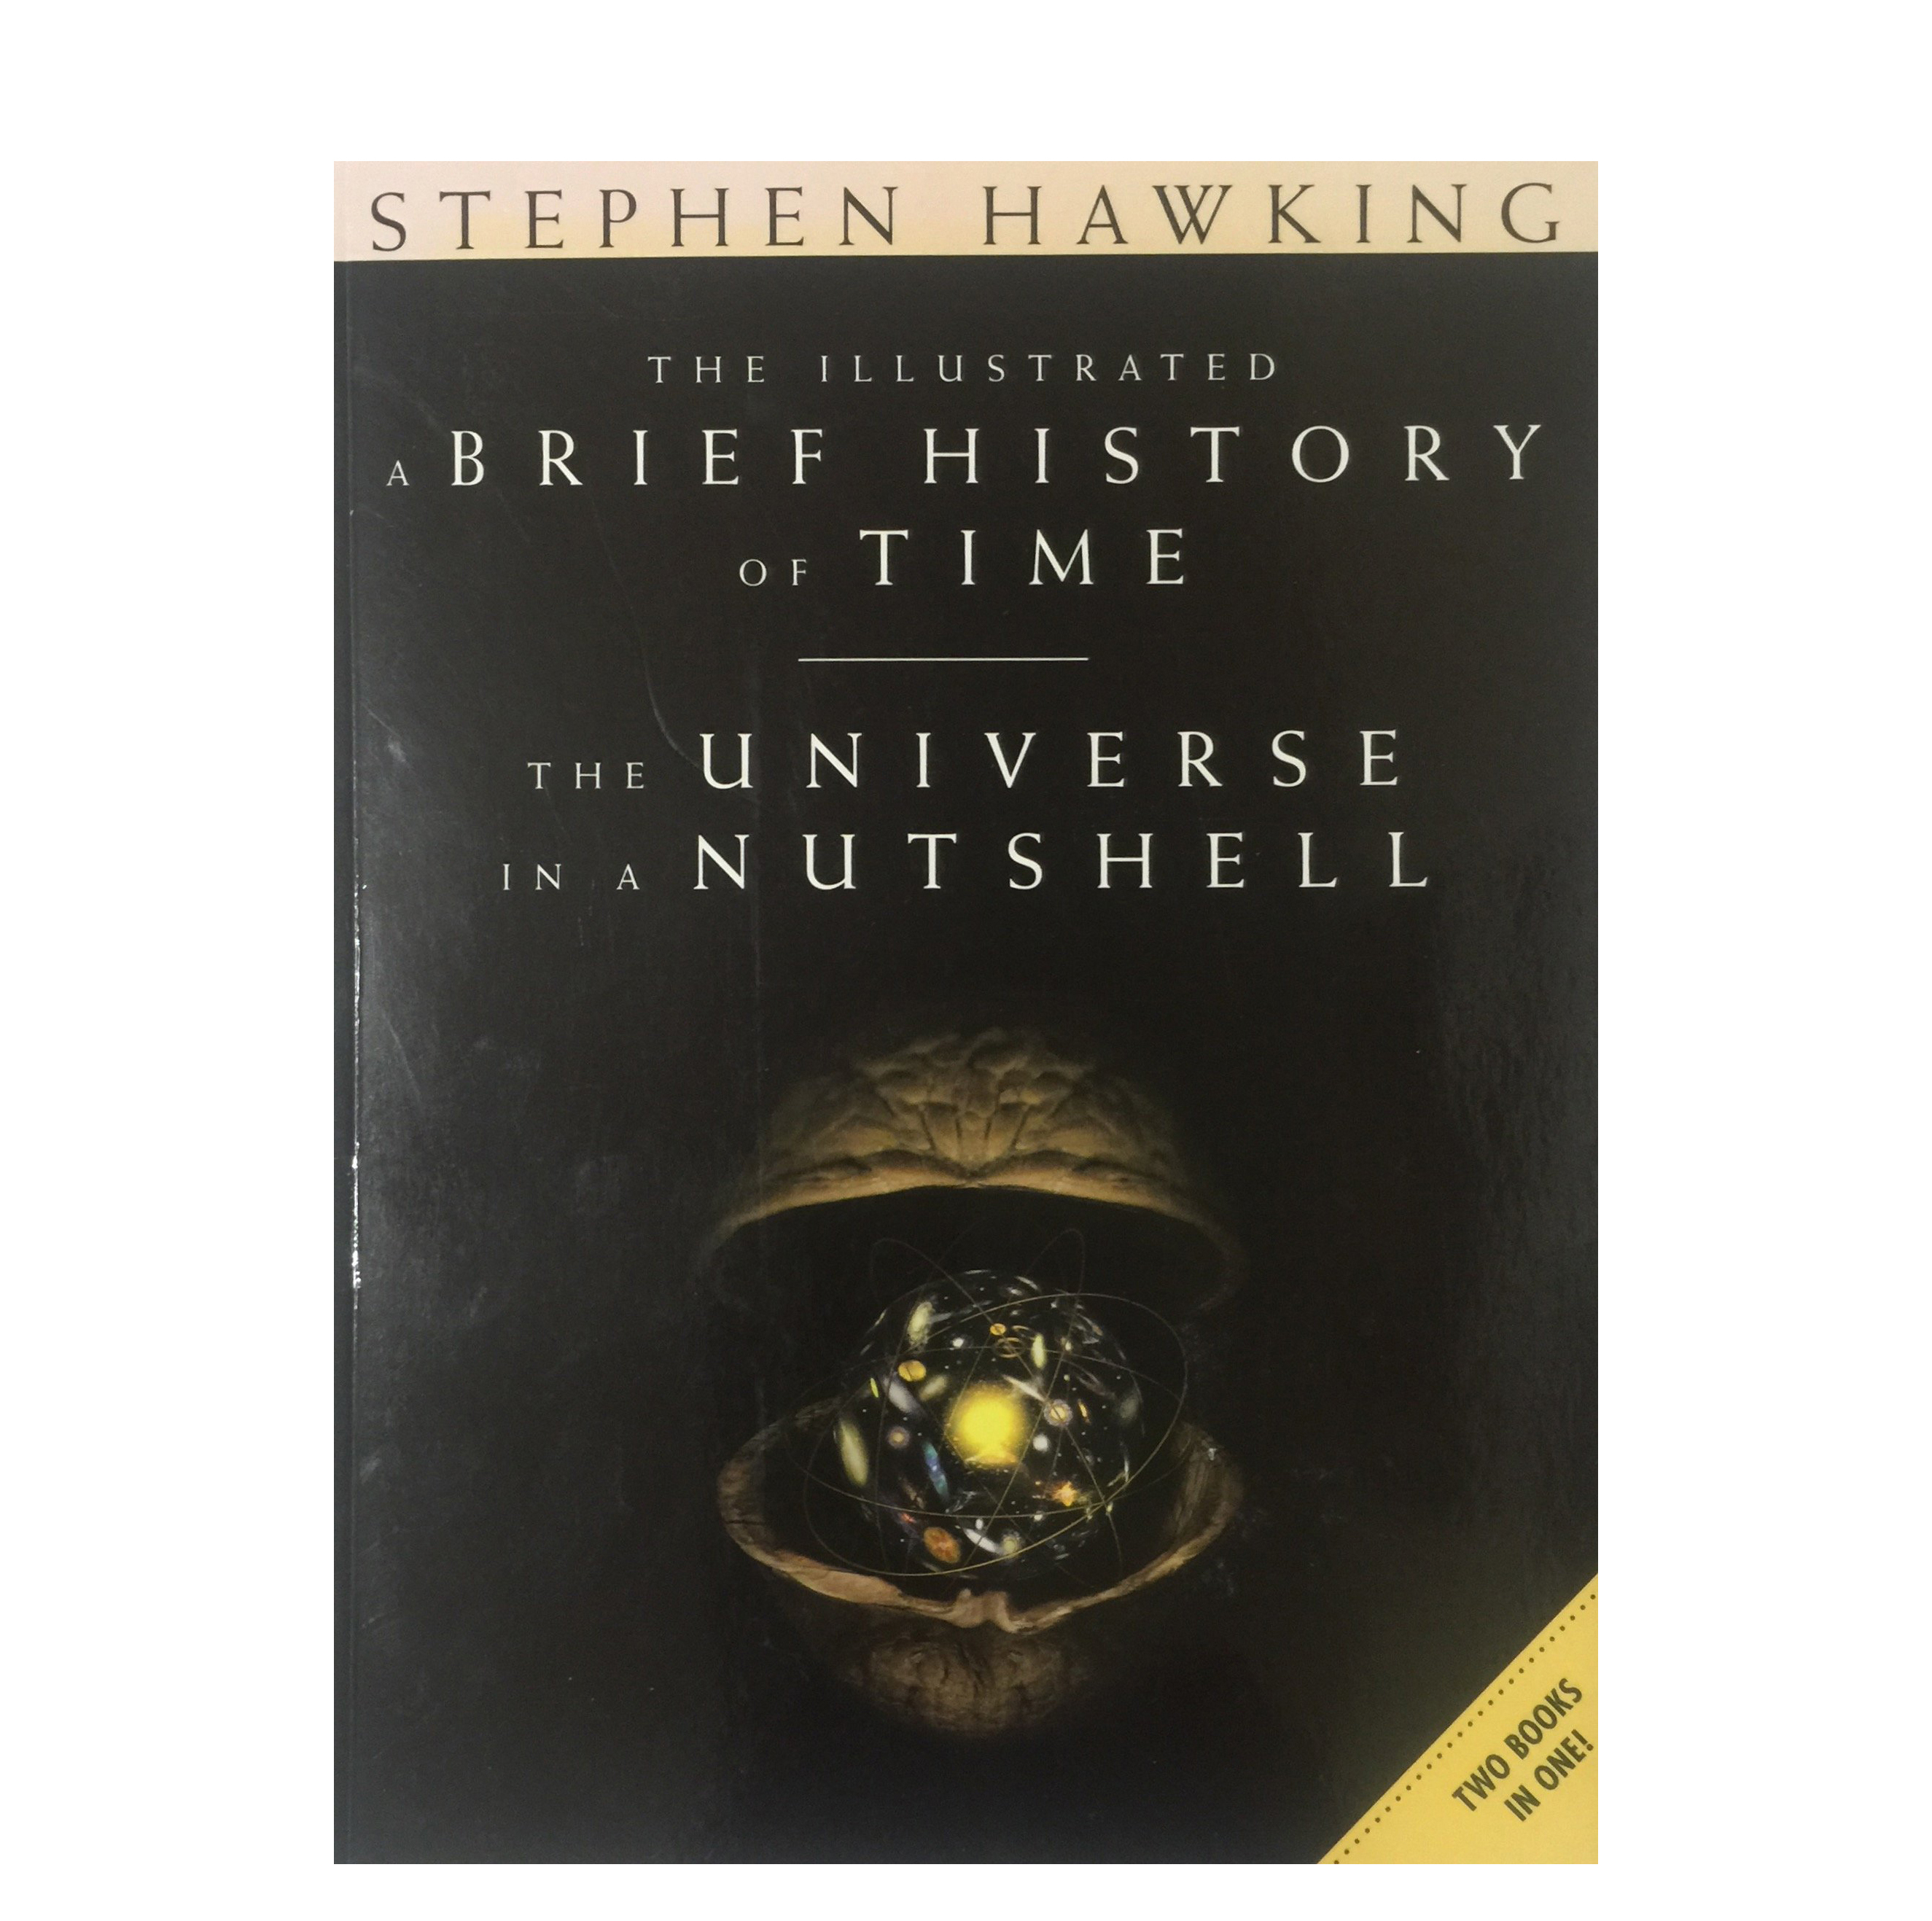 STEPHEN HAWKING
THE ILLUSTRATED
A BRIEF HISTORY
OF TIME
THE UNIVERSE
IN A NUTSHELL
TWO BOOKS
IN ONE!